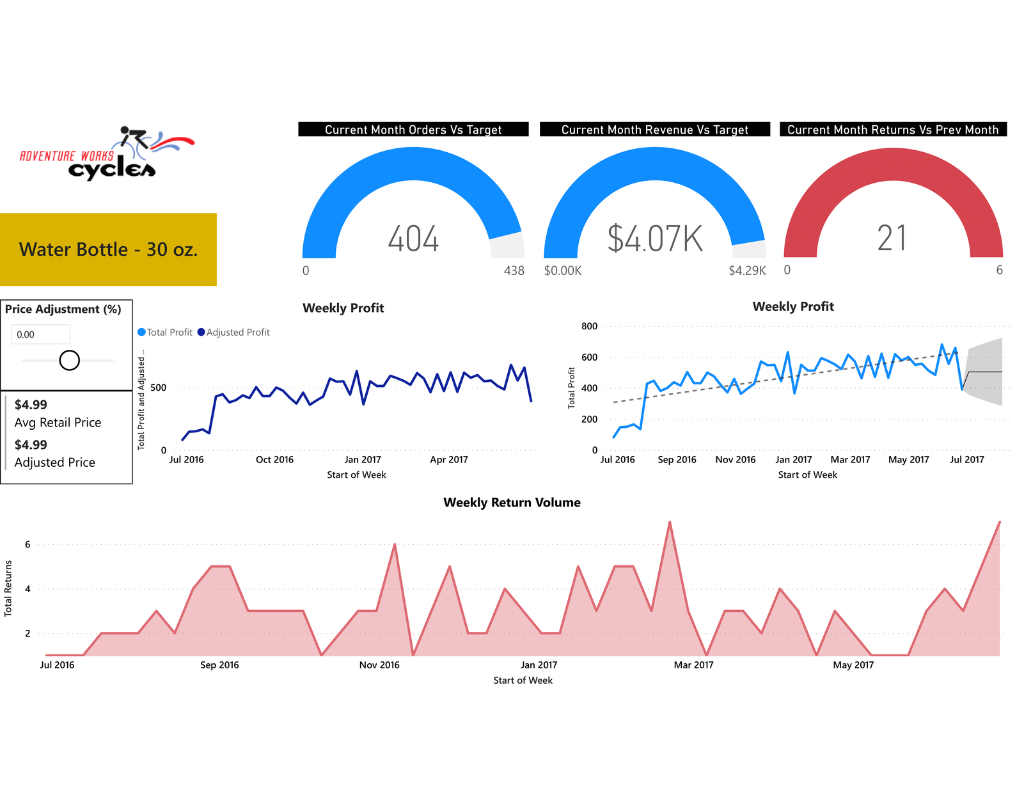 ADVENTURE WORKS
cycles
Water Bottle - 30 oz.
Current Month Orders Vs Target
404
0
438
Current Month Revenue Vs Target
$4.07K
$0.00K
$4.29K
Current Month Returns Vs Prev Month
21
0
6
Price Adjustment (%)
0.00
$4.99
Avg Retail Price
$4.99
Adjusted Price
Weekly Profit
Total Profit
Adjusted Profit
Total Profit and Adjusted ..
500
0
Jul 2016
Oct 2016
Jan 2017
Apr 2017
Start of Week
Weekly Profit
Total Profit
800
600
400
200
0
Jul 2016
Sep 2016
Nov 2016
Jan 2017
Mar 2017
May 2017
Jul 2017
Start of Week
Weekly Return Volume
Total Returns
6
4
2
Jul 2016
Sep 2016
Nov 2016
Jan 2017
Mar 2017
May 2017
Start of Week